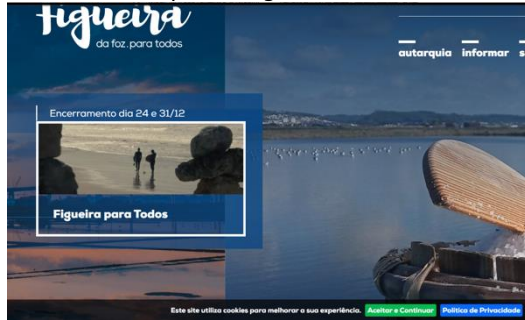 figueira
da foz.para todos
autarquia informar s
Encerramento dia 24 e 31/12
Figueira para Todos
Este site utiliza cookies para melhorar a sua experiência. Aceitar e Continuar Política de Privacidade